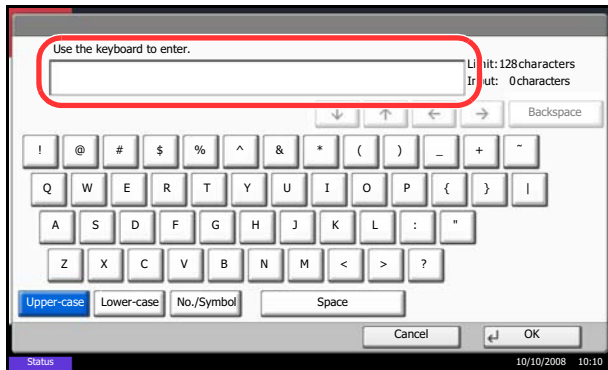 Use the keyboard to enter.
Limit: 128 characters
Input: 0 characters
Backspace
! @ # $ % ^ & * ( ) _ + ~
Q W E R T Y U I O P { } |
A S D F G H J K L : "
Z X C V B N M < > ?
Upper-case Lower-case No./Symbol Space
Cancel OK
Status 10/10/2008 10:10